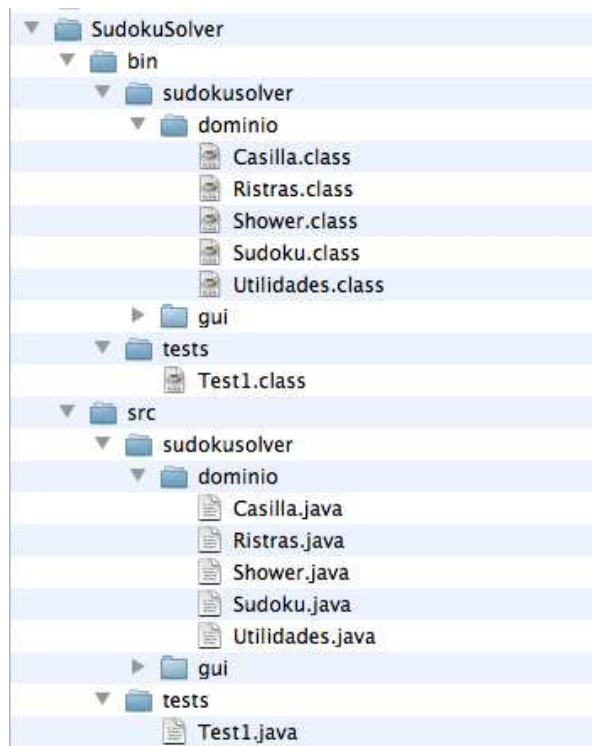 SudokuSolver
bin
sudokusolver
dominio
Casilla.class
Ristras.class
Shower.class
Sudoku.class
Utilidades.class
gui
tests
Test1.class
src
sudokusolver
dominio
Casilla.java
Ristras.java
Shower.java
Sudoku.java
Utilidades.java
gui
tests
Test1.java